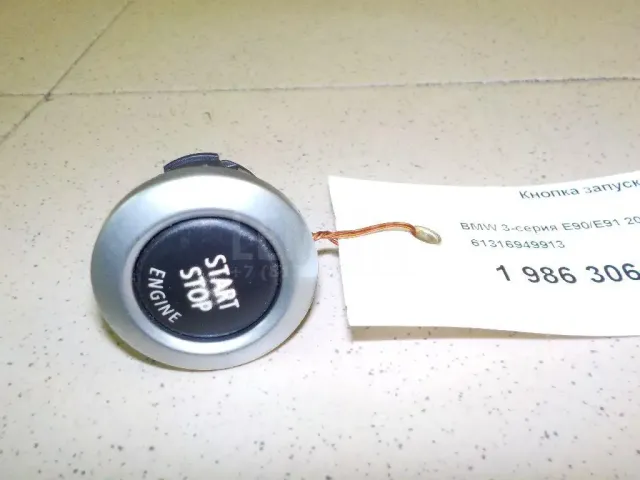 START
STOP
ENGINE
Кнопка запуск
BMW 3-серия E90/E91 20
61316949913
1 986 306